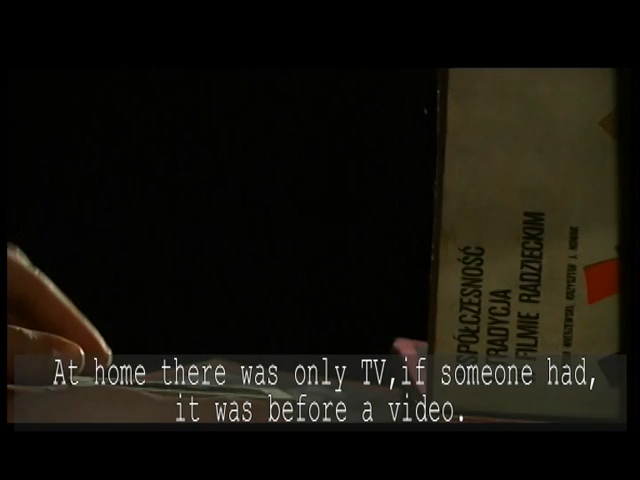 SPÓŁCZESNOŚĆ
TRADYCJA
FILMIE RADZIECKIM
At home there was only TV,if someone had,
it was before a video.